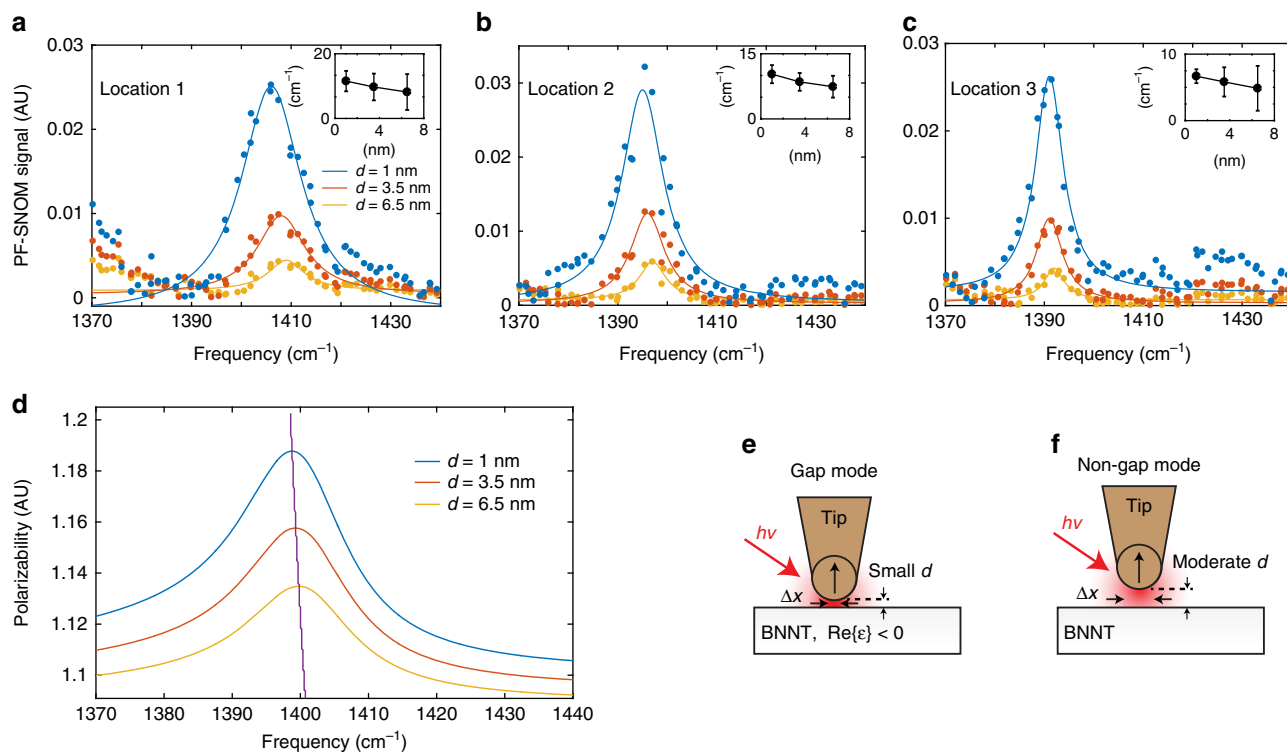 a
0.03
0.02
0.01
0
PF-SNOM signal (AU)
Location 1
20
10
0
(cm⁻¹)
0 4 8
(nm)
d = 1 nm
d = 3.5 nm
d = 6.5 nm
1370 1390 1410 1430
Frequency (cm⁻¹)
b
0.03
0.02
0.01
0
Location 2
15
10
5
0
(cm⁻¹)
0 4 8
(nm)
1370 1390 1410 1430
Frequency (cm⁻¹)
c
0.03
0.02
0.01
0
Location 3
10
5
0
(cm⁻¹)
0 4 8
(nm)
1370 1390 1410 1430
Frequency (cm⁻¹)
d
1.2
1.18
1.16
1.14
1.12
1.1
Polarizability (AU)
d = 1 nm
d = 3.5 nm
d = 6.5 nm
1370 1380 1390 1400 1410 1420 1430 1440
Frequency (cm⁻¹)
e
Gap mode
Tip
hv
Small d
Δx
BNNT, Re{ε} < 0
f
Non-gap mode
Tip
hv
Moderate d
Δx
BNNT